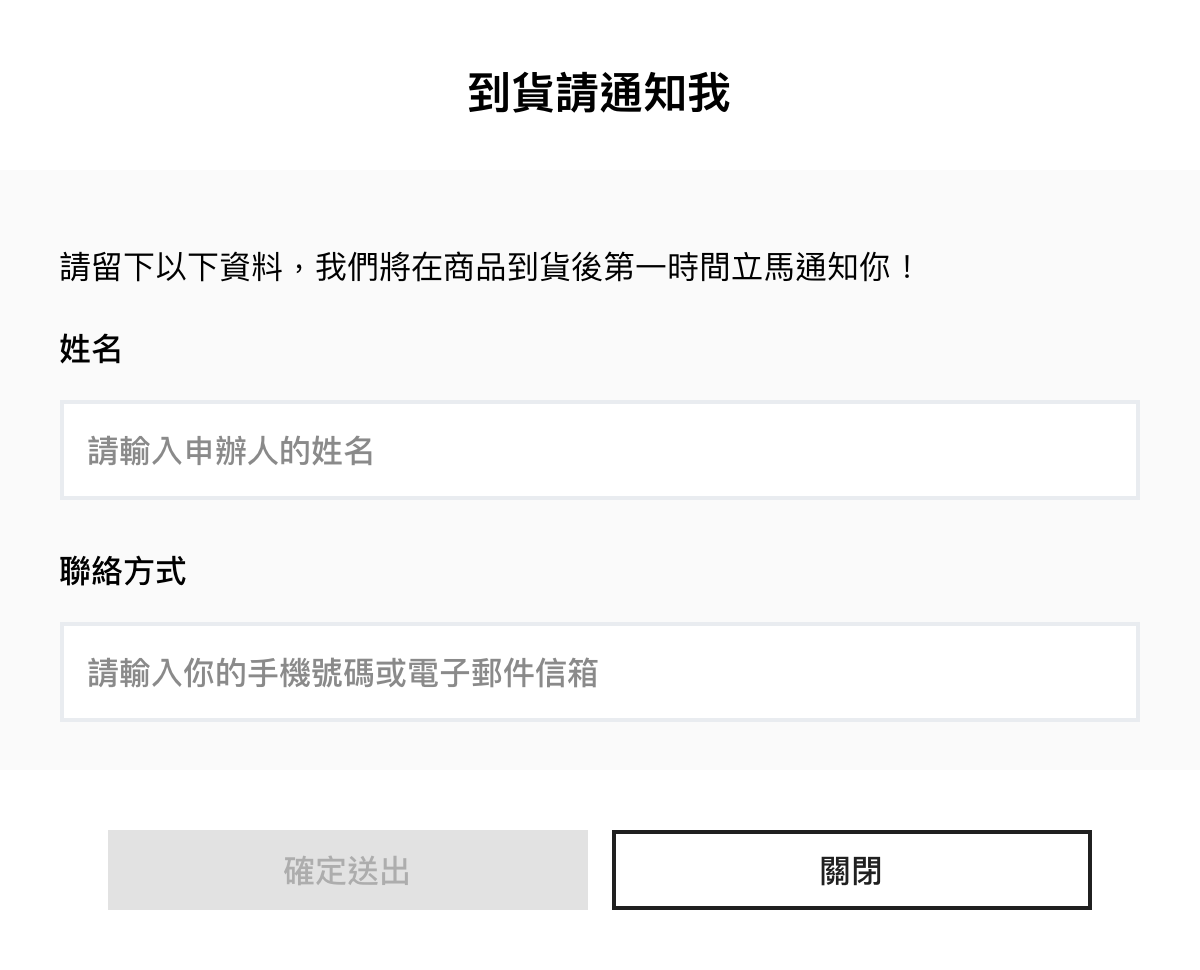 到貨請通知我
請留下以下資料，我們將在商品到貨後第一時間立馬通知你！
姓名
請輸入申辦人的姓名
聯絡方式
請輸入你的手機號碼或電子郵件信箱
確定送出
關閉